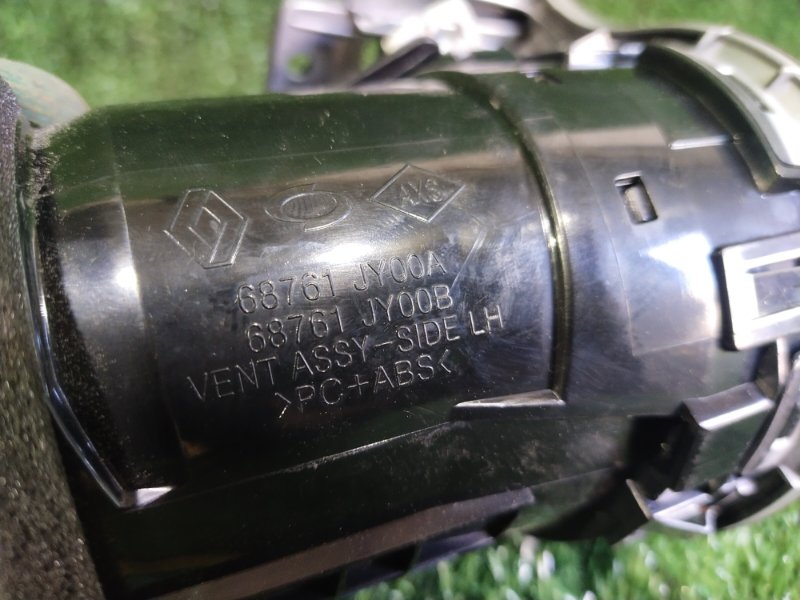 AVS
68761 JY00A
68761 JY00B
VENT ASSY-SIDE LH
>PC+ABS<